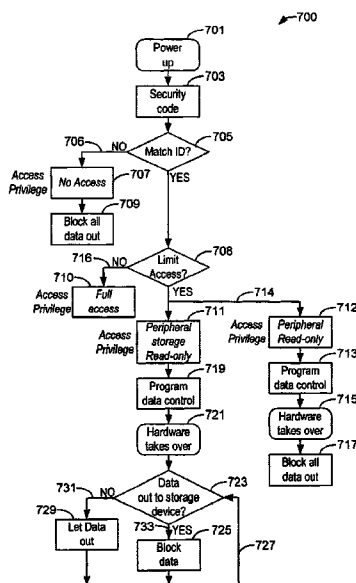 700
701
Power
up
703
Security
code
705
706
NO
Match ID?
Access
Privilege
No Access
707
YES
709
Block all
data out
708
716
NO
Limit
Access?
710
Access
Privilege
Full
access
YES
714
711
712
Access
Privilege
Peripheral
storage
Read-only
Access
Privilege
Peripheral
Read-only
713
719
Program
data control
Program
data control
715
721
Hardware
takes over
Hardware
takes over
717
Block all
data out
723
731
NO
Data
out to storage
device?
729
733
YES
725
Let Data
out
Block
data
727